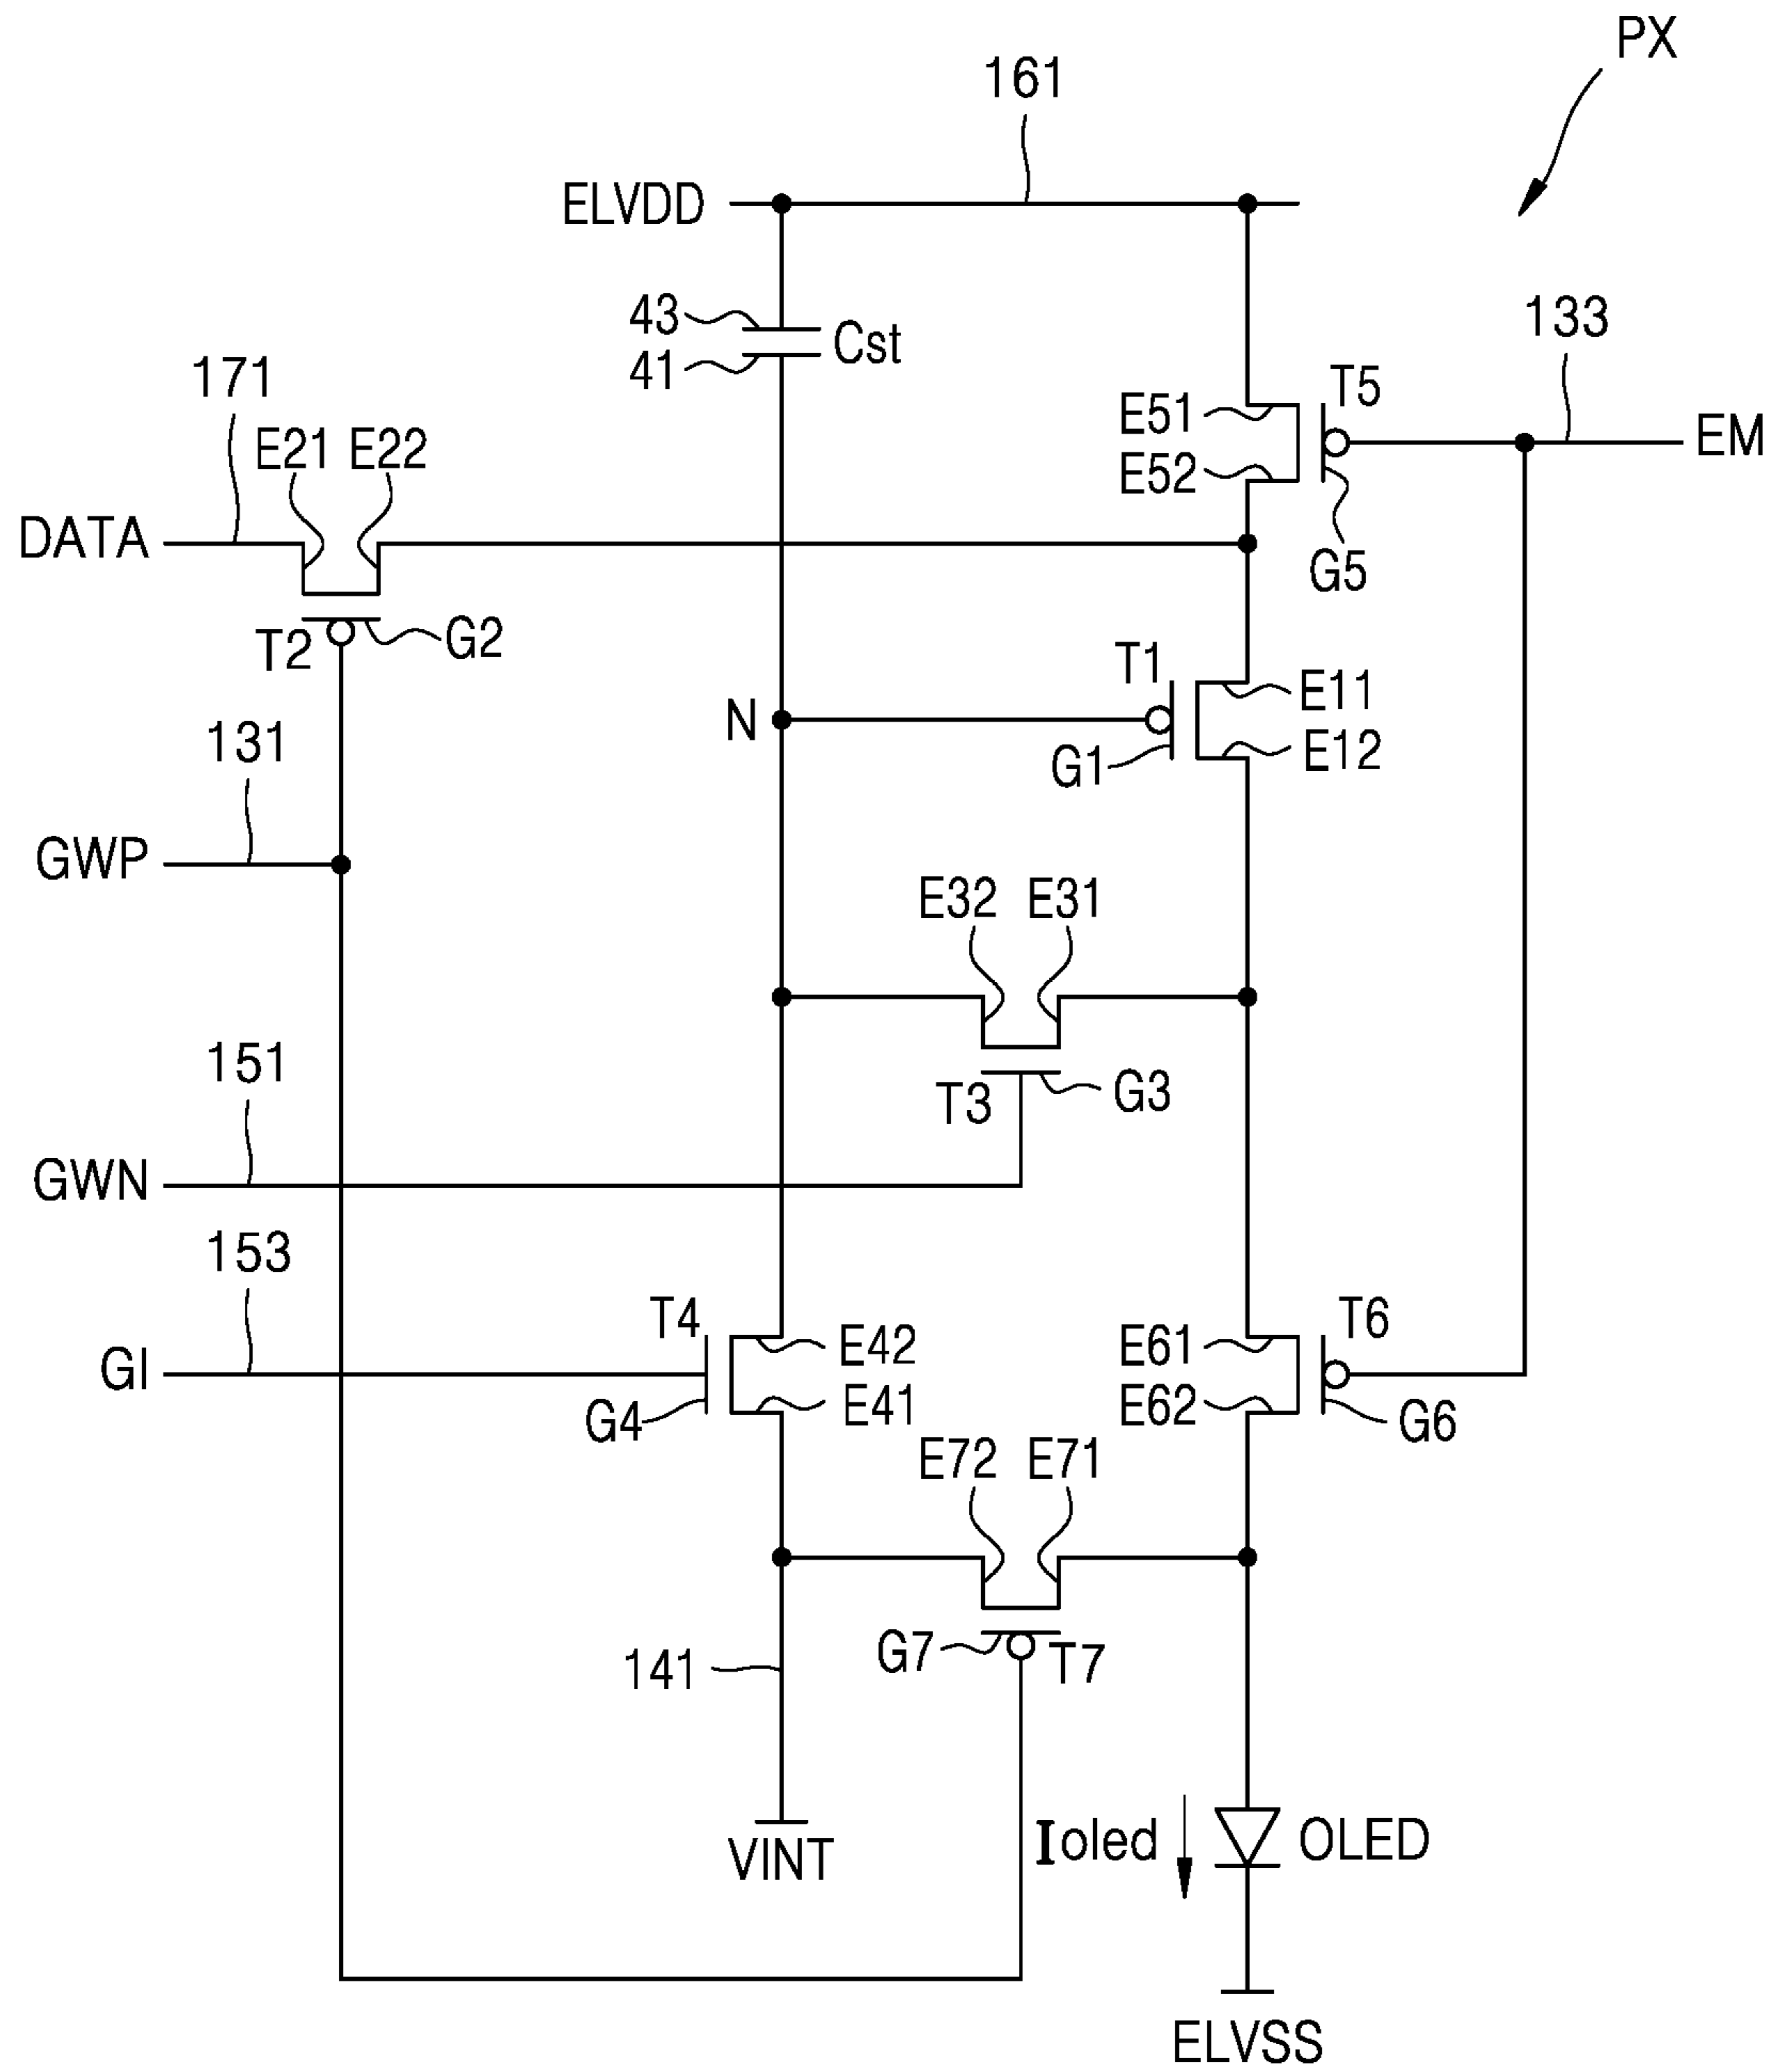 PX
161
ELVDD
43
Cst
41
133
171
T5
E51
EM
E21 E22
E52
DATA
G5
T2
G2
T1
E11
N
131
E12
G1
GWP
E32 E31
151
T3
G3
GWN
153
T4
T6
E42
E61
GI
E41
E62
G4
G6
E72 E71
G7
T7
141
Ioled
OLED
VINT
ELVSS